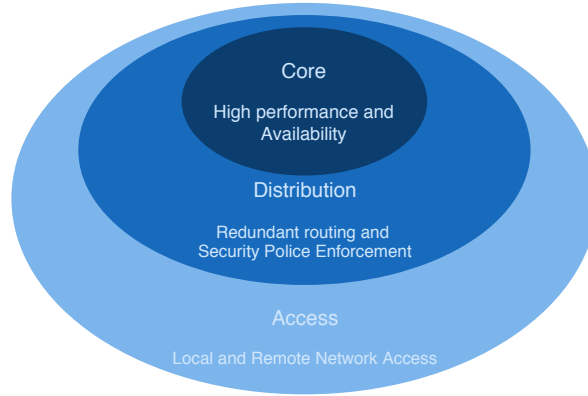 Core
High performance and
Availability
Distribution
Redundant routing and
Security Police Enforcement
Access
Local and Remote Network Access